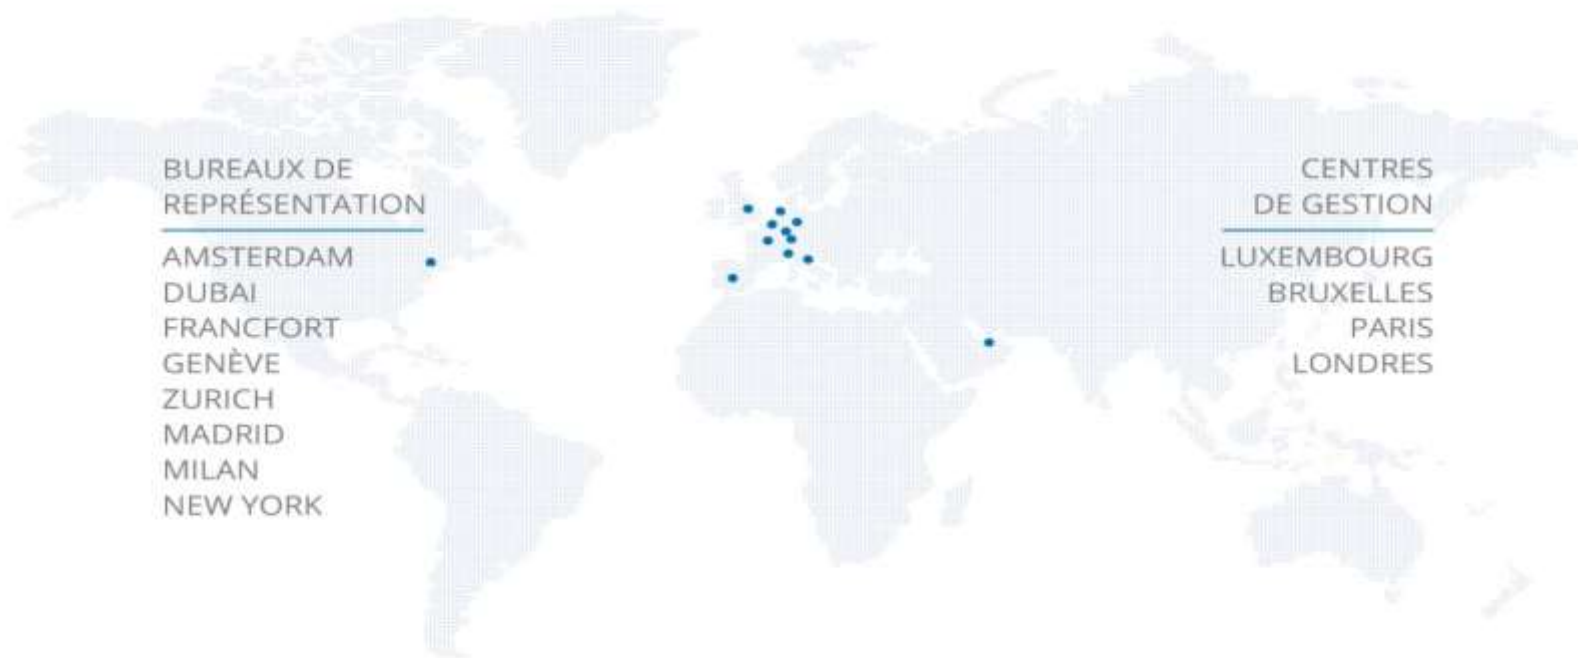 BUREAUX DE
REPRÉSENTATION
AMSTERDAM
DUBAI
FRANCFORT
GENÈVE
ZURICH
MADRID
MILAN
NEW YORK
CENTRES
DE GESTION
LUXEMBOURG
BRUXELLES
PARIS
LONDRES